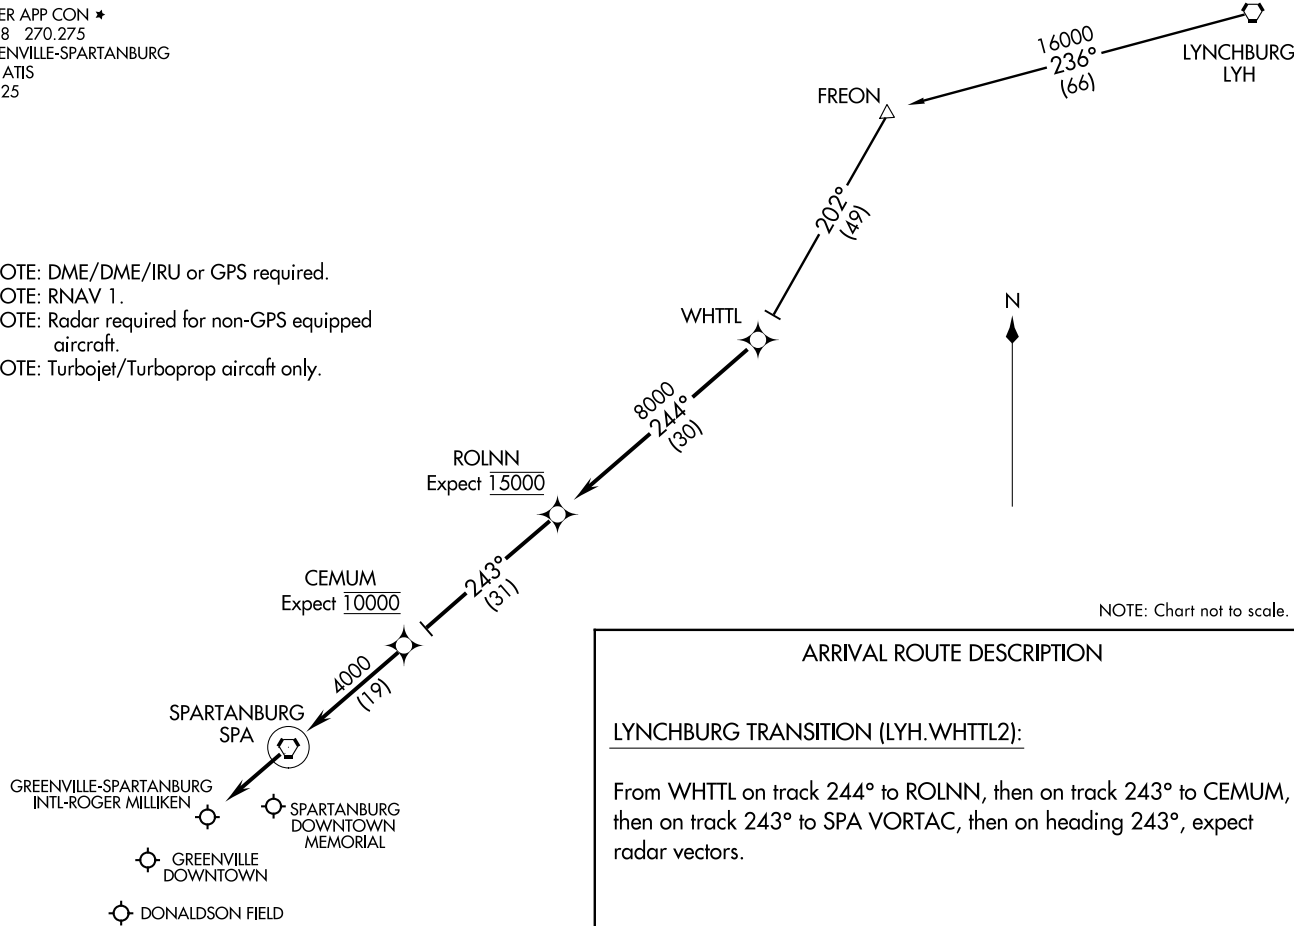 ER APP CON ★
8 270.275
ENVILLE-SPARTANBURG
ATIS
25
16000
236°
(66)
LYNCHBURG
LYH
FREON
202°
(49)
OTE: DME/DME/IRU or GPS required.
OTE: RNAV 1.
OTE: Radar required for non-GPS equipped
aircraft.
OTE: Turbojet/Turboprop aircaft only.
WHTTL
N
8000
244°
(30)
ROLNN
Expect 15000
243°
(31)
CEMUM
Expect 10000
4000
(19)
SPARTANBURG
SPA
GREENVILLE-SPARTANBURG
INTL-ROGER MILLIKEN
SPARTANBURG
DOWNTOWN
MEMORIAL
GREENVILLE
DOWNTOWN
DONALDSON FIELD
NOTE: Chart not to scale.
ARRIVAL ROUTE DESCRIPTION
LYNCHBURG TRANSITION (LYH.WHTTL2):
From WHTTL on track 244° to ROLNN, then on track 243° to CEMUM,
then on track 243° to SPA VORTAC, then on heading 243°, expect
radar vectors.